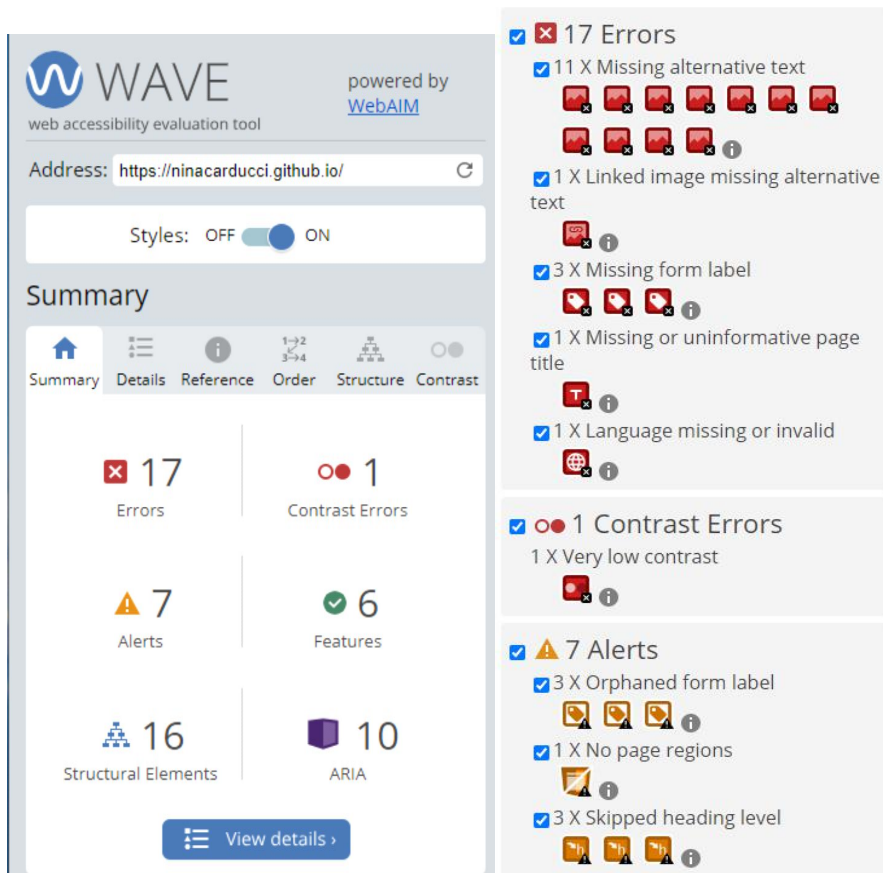 WAVE
web accessibility evaluation tool
powered by
WebAIM
Address: https://ninacarducci.github.io/
Styles: OFF ON
Summary
1→2
3→4
Summary Details Reference Order Structure Contrast
17
Errors
1
Contrast Errors
7
Alerts
6
Features
16
Structural Elements
10
ARIA
View details ›
17 Errors
11 X Missing alternative text
1 X Linked image missing alternative
text
3 X Missing form label
1 X Missing or uninformative page
title
1 X Language missing or invalid
1 Contrast Errors
1 X Very low contrast
7 Alerts
3 X Orphaned form label
1 X No page regions
3 X Skipped heading level